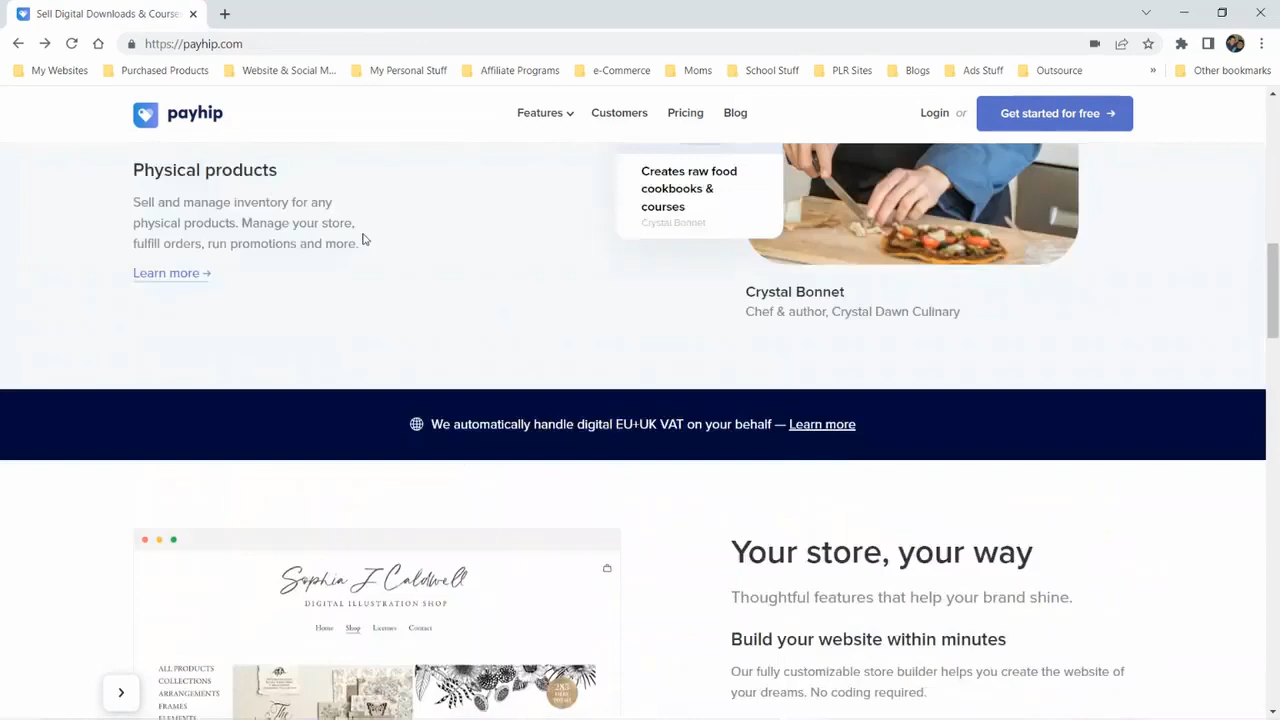 Sell Digital Downloads & Course
https://payhip.com
My Websites
Purchased Products
Website & Social M...
My Personal Stuff
Affiliate Programs
e-Commerce
Moms
School Stuff
PLR Sites
Blogs
Ads Stuff
Outsource
»
Other bookmarks
payhip
Features
Customers
Pricing
Blog
Login or
Get started for free →
Physical products
Sell and manage inventory for any
physical products. Manage your store,
fulfill orders, run promotions and more.
Learn more →
Creates raw food
cookbooks &
courses
Crystal Bonnet
Crystal Bonnet
Chef & author, Crystal Dawn Culinary
We automatically handle digital EU+UK VAT on your behalf — Learn more
Sophia J Caldwell
DIGITAL ILLUSTRATION SHOP
Home Shop Licenses Contact
ALL PRODUCTS
COLLECTIONS
ARRANGEMENTS
FRAMES
ELEMENTS
The
283
Your store, your way
Thoughtful features that help your brand shine.
Build your website within minutes
Our fully customizable store builder helps you create the website of
your dreams. No coding required.